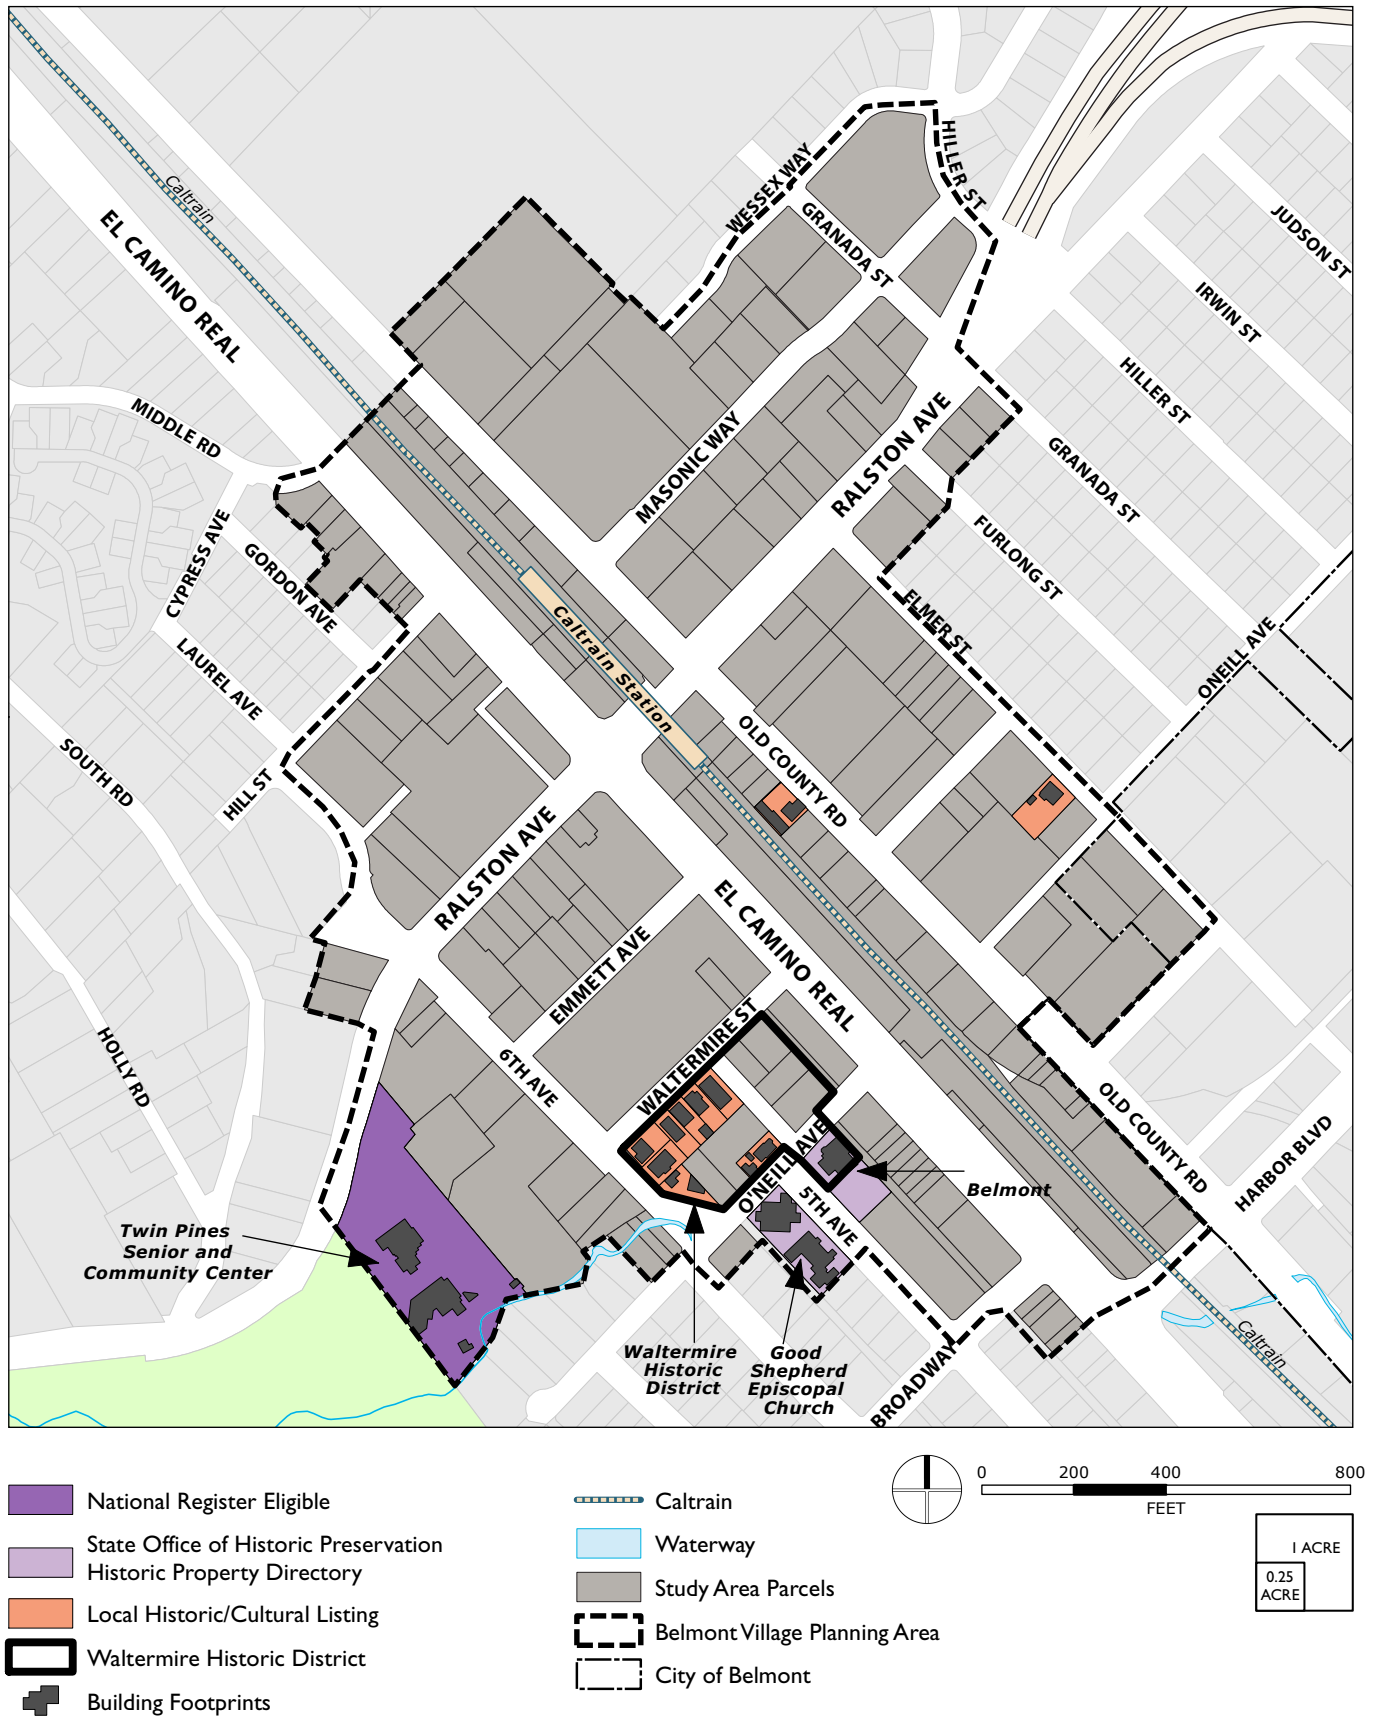 WESSEX WAY
HILLER ST
GRANADA ST
JUDSON ST
IRWIN ST
HILLER ST
GRANADA ST
Caltrain
EL CAMINO REAL
MIDDLE RD
MASONIC WAY
RALSTON AVE
FURLONG ST
CYPRESS AVE
GORDON AVE
LAUREL AVE
ELMER ST
ONEILL AVE
Caltrain Station
SOUTH RD
HILL ST
OLD COUNTY RD
RALSTON AVE
EL CAMINO REAL
EMMETT AVE
HOLLY RD
6TH AVE
WALTERMIRE ST
OLD COUNTY RD
HARBOR BLVD
O'NEILL AVE
5TH AVE
Belmont
Twin Pines
Senior and
Community Center
Waltermire
Historic
District
Good
Shepherd
Episcopal
Church
BROADWAY
Caltrain
National Register Eligible
State Office of Historic Preservation
Historic Property Directory
Local Historic/Cultural Listing
Waltermire Historic District
Building Footprints
Caltrain
Waterway
Study Area Parcels
Belmont Village Planning Area
City of Belmont
0 200 400 800
FEET
1 ACRE
0.25
ACRE